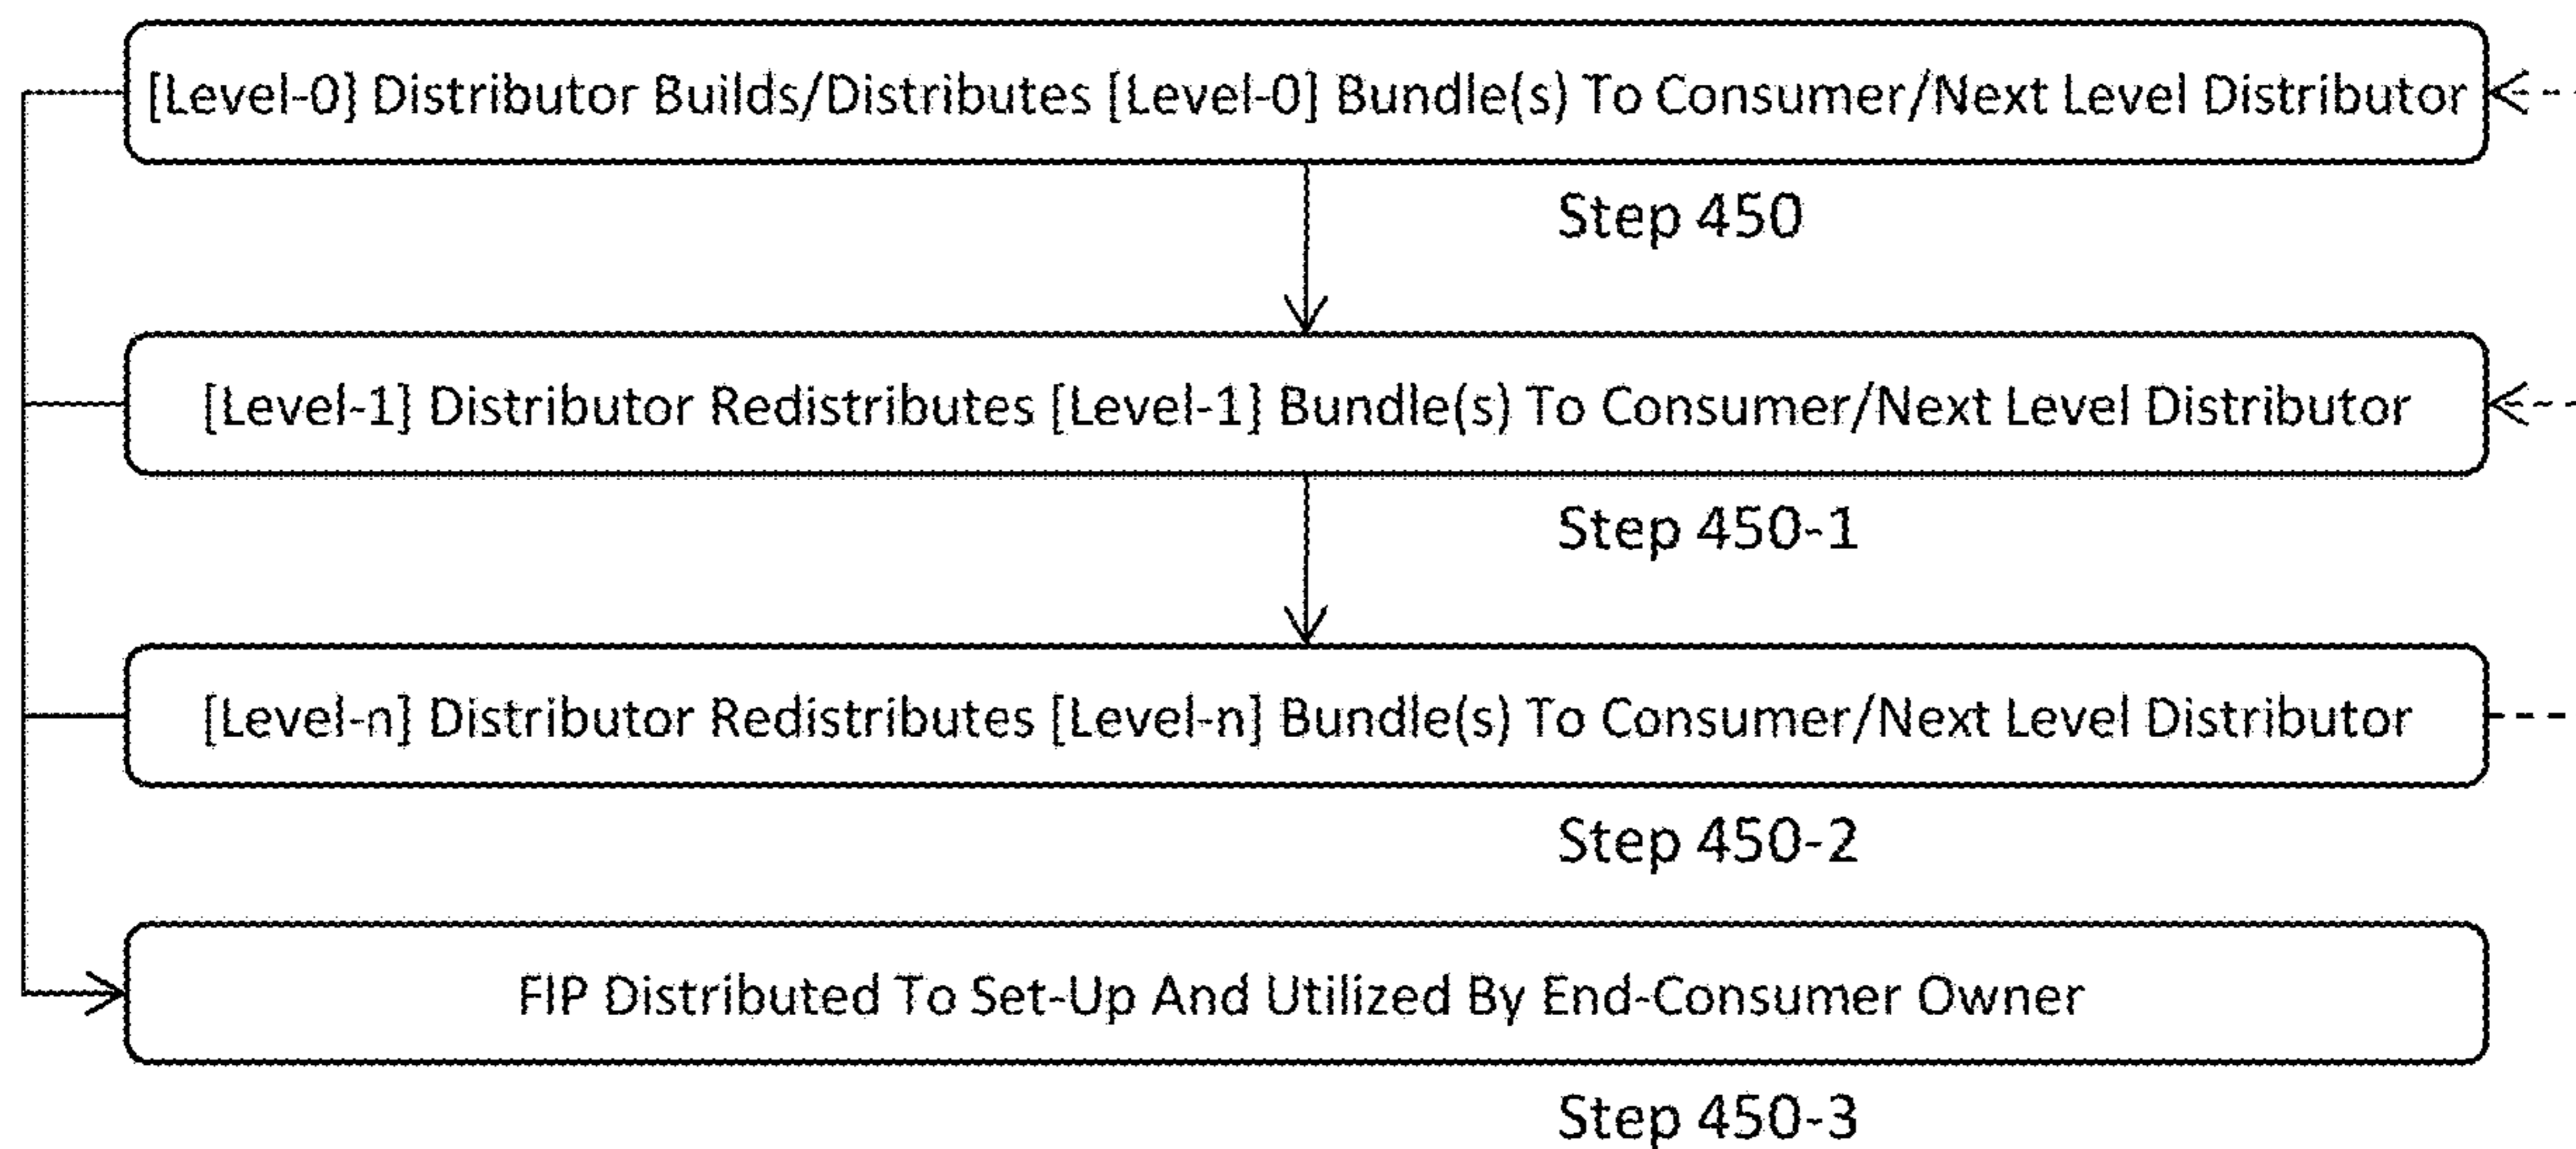 [Level-0] Distributor Builds/Distributes [Level-0] Bundle(s) To Consumer/Next Level Distributor
Step 450
[Level-1] Distributor Redistributes [Level-1] Bundle(s) To Consumer/Next Level Distributor
Step 450-1
[Level-n] Distributor Redistributes [Level-n] Bundle(s) To Consumer/Next Level Distributor
Step 450-2
FIP Distributed To Set-Up And Utilized By End-Consumer Owner
Step 450-3